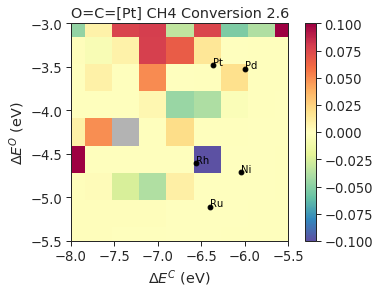 O=C=[Pt] CH4 Conversion 2.6
−3.0
−3.5
−4.0
−4.5
−5.0
−5.5
ΔE^O (eV)
Pt
Pd
Rh
Ni
Ru
−8.0 −7.5 −7.0 −6.5 −6.0 −5.5
ΔE^C (eV)
0.100
0.075
0.050
0.025
0.000
−0.025
−0.050
−0.075
−0.100